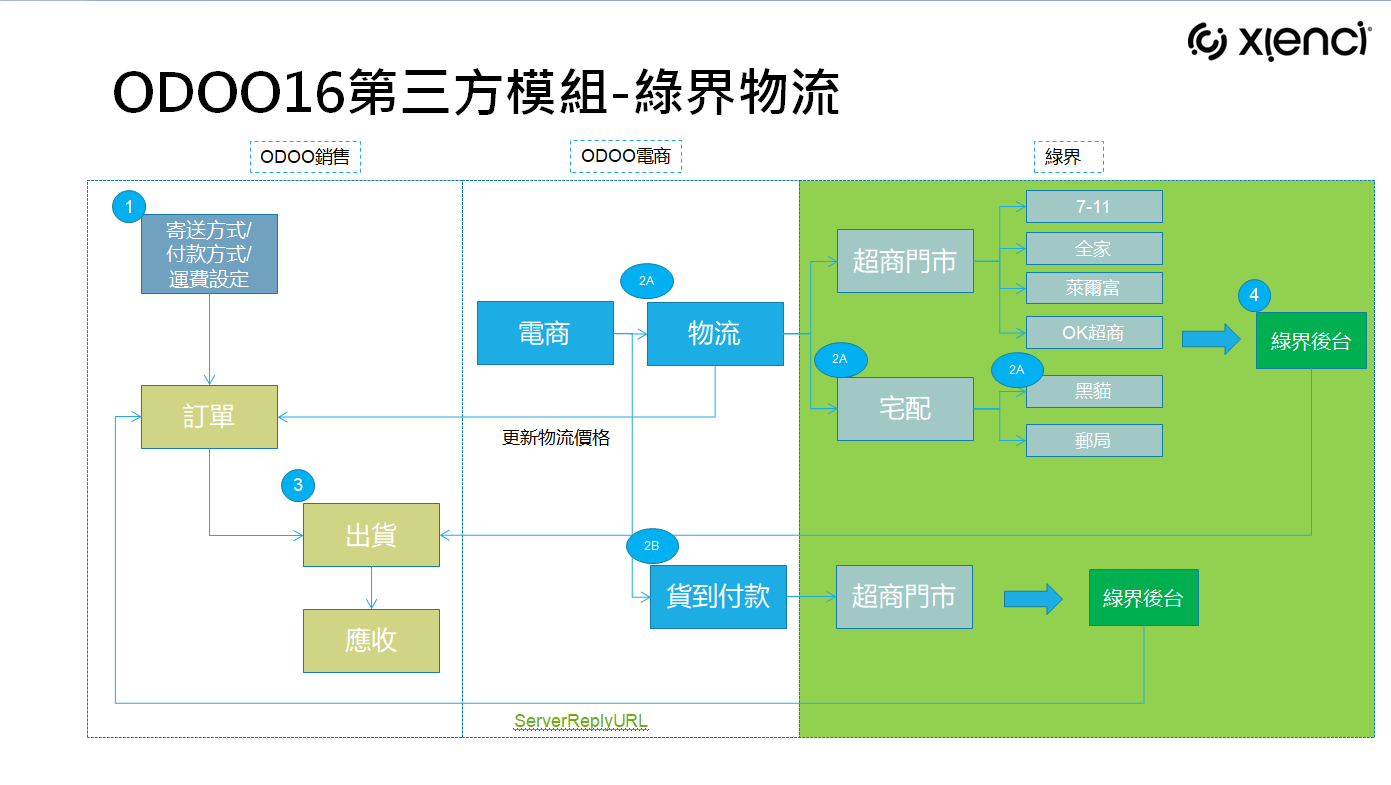 xienci
ODOO16第三方模組-綠界物流
ODOO銷售
ODOO電商
綠界
1
寄送方式/
付款方式/
運費設定
訂單
3
出貨
應收
電商
2A
物流
更新物流價格
2B
貨到付款
ServerReplyURL
超商門市
7-11
全家
萊爾富
OK超商
2A
宅配
2A
黑貓
郵局
4
綠界後台
超商門市
綠界後台